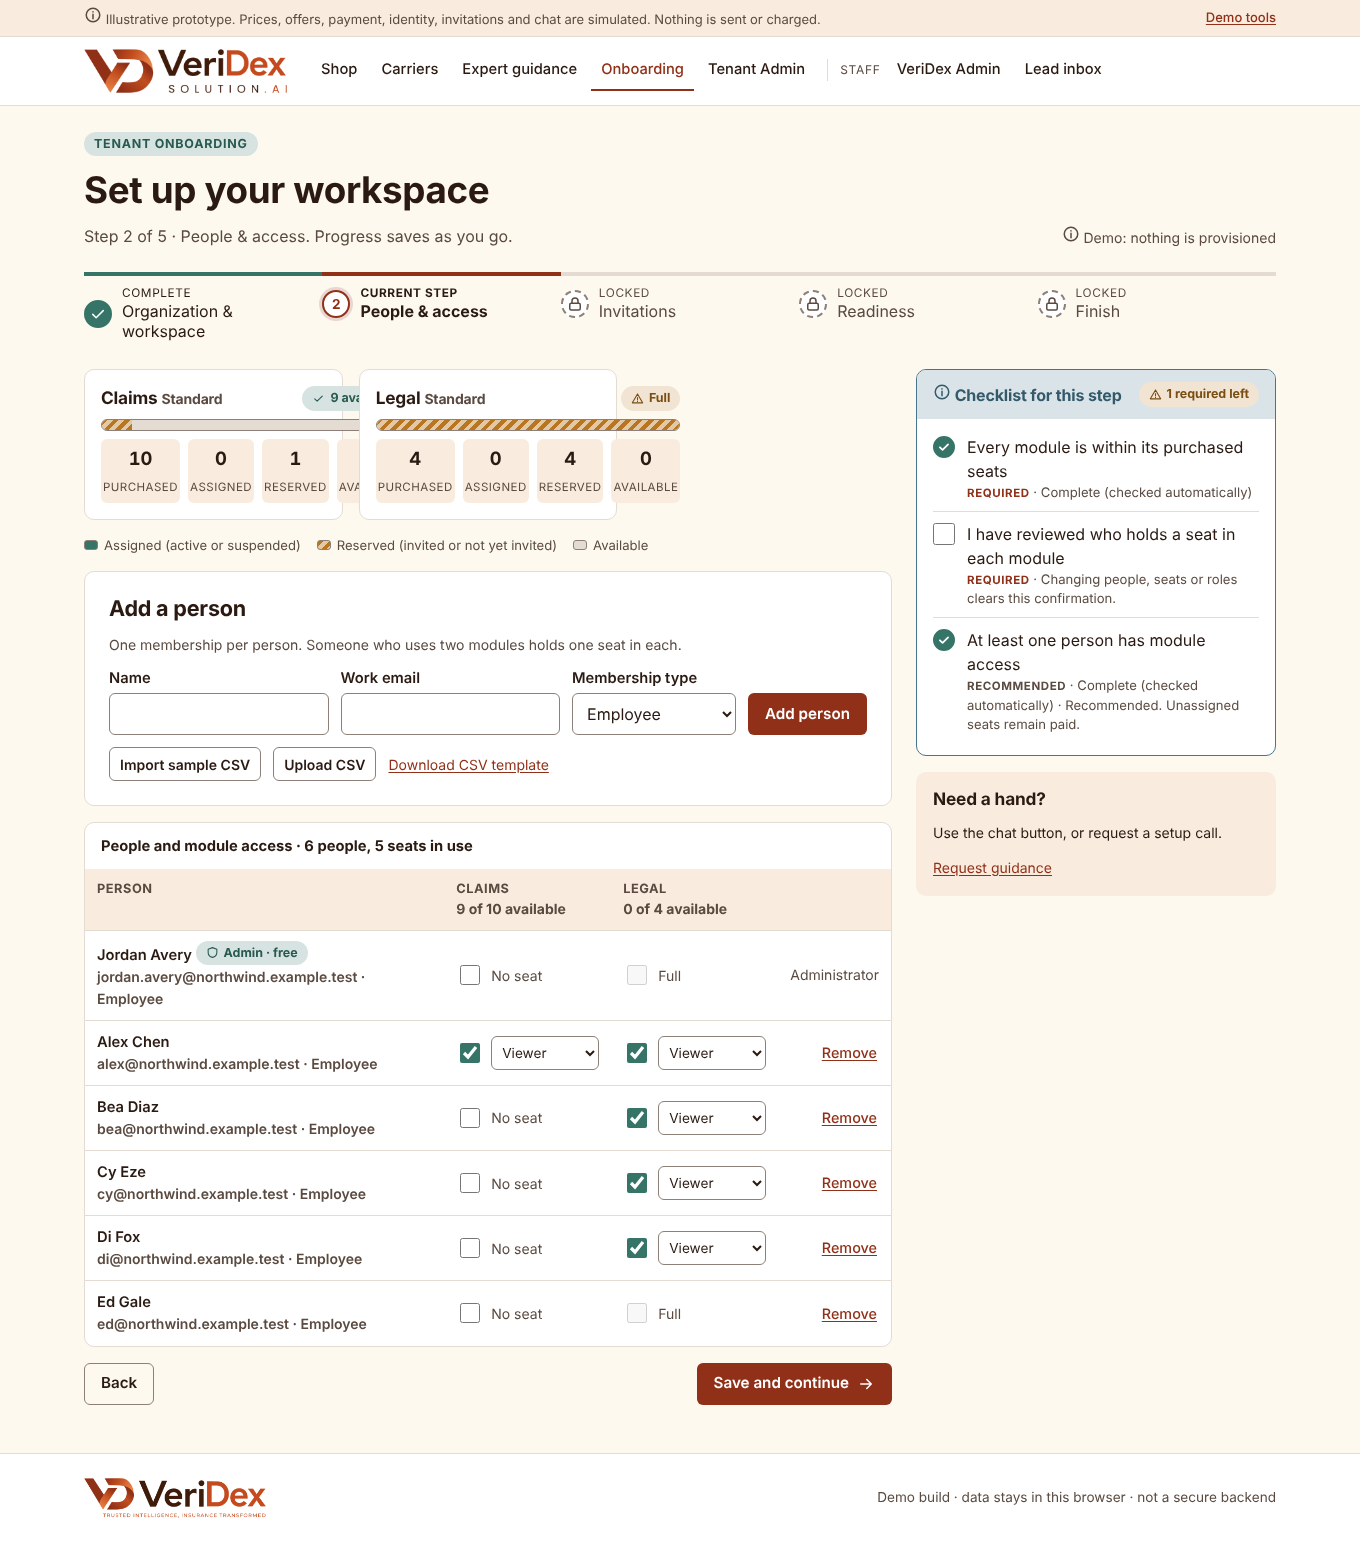 Illustrative prototype. Prices, offers, payment, identity, invitations and chat are simulated. Nothing is sent or charged.
Demo tools
VeriDex
SOLUTION.AI
Shop
Carriers
Expert guidance
Onboarding
Tenant Admin
STAFF
VeriDex Admin
Lead inbox
TENANT ONBOARDING
Set up your workspace
Step 2 of 5 · People & access. Progress saves as you go.
Demo: nothing is provisioned
COMPLETE
Organization &
workspace
2
CURRENT STEP
People & access
LOCKED
Invitations
LOCKED
Readiness
LOCKED
Finish
Claims Standard
9 ava
10
PURCHASED
0
ASSIGNED
1
RESERVED
AVA
Legal Standard
Full
4
PURCHASED
0
ASSIGNED
4
RESERVED
0
AVAILABLE
Assigned (active or suspended)
Reserved (invited or not yet invited)
Available
Add a person
One membership per person. Someone who uses two modules holds one seat in each.
Name
Work email
Membership type
Employee
Add person
Import sample CSV
Upload CSV
Download CSV template
People and module access · 6 people, 5 seats in use
PERSON
CLAIMS
9 of 10 available
LEGAL
0 of 4 available
Jordan Avery
Admin · free
jordan.avery@northwind.example.test ·
Employee
No seat
Full
Administrator
Alex Chen
alex@northwind.example.test · Employee
Viewer
Viewer
Remove
Bea Diaz
bea@northwind.example.test · Employee
No seat
Viewer
Remove
Cy Eze
cy@northwind.example.test · Employee
No seat
Viewer
Remove
Di Fox
di@northwind.example.test · Employee
No seat
Viewer
Remove
Ed Gale
ed@northwind.example.test · Employee
No seat
Full
Remove
Back
Save and continue →
Checklist for this step
1 required left
Every module is within its purchased
seats
REQUIRED · Complete (checked automatically)
I have reviewed who holds a seat in
each module
REQUIRED · Changing people, seats or roles
clears this confirmation.
At least one person has module
access
RECOMMENDED · Complete (checked
automatically) · Recommended. Unassigned
seats remain paid.
Need a hand?
Use the chat button, or request a setup call.
Request guidance
VeriDex
TRUSTED INTELLIGENCE, INSURANCE TRANSFORMED
Demo build · data stays in this browser · not a secure backend